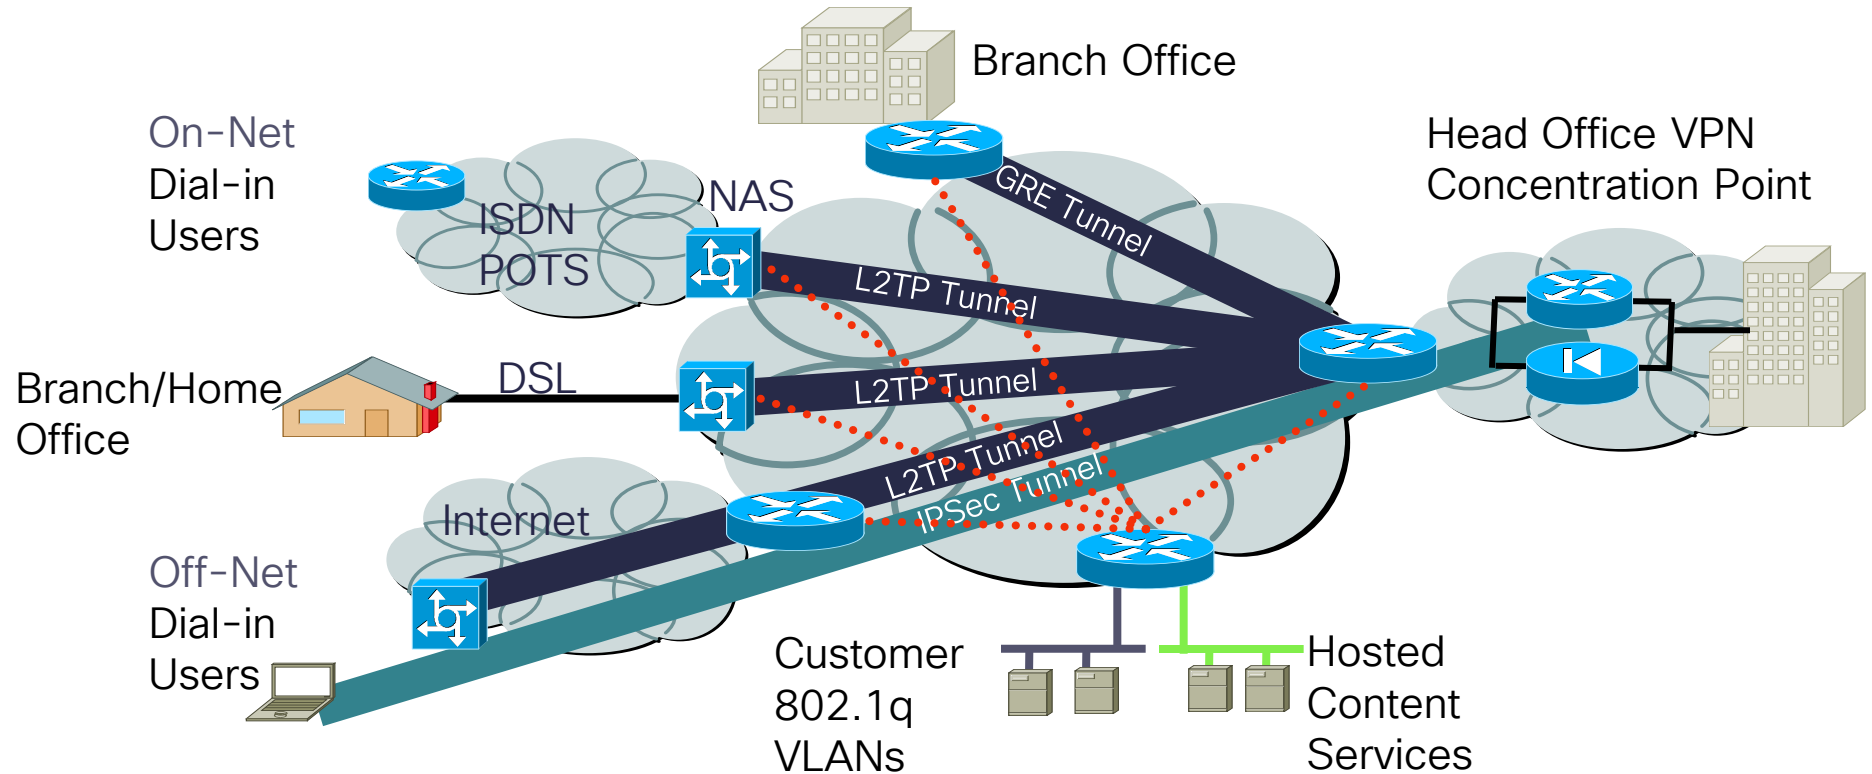 Branch Office
On-Net
Dial-in
Users
Head Office VPN
Concentration Point
NAS
ISDN
POTS
GRE Tunnel
L2TP Tunnel
Branch/Home
Office
DSL
L2TP Tunnel
L2TP Tunnel
IPSec Tunnel
Internet
Off-Net
Dial-in
Users
Customer
802.1q
VLANs
Hosted
Content
Services